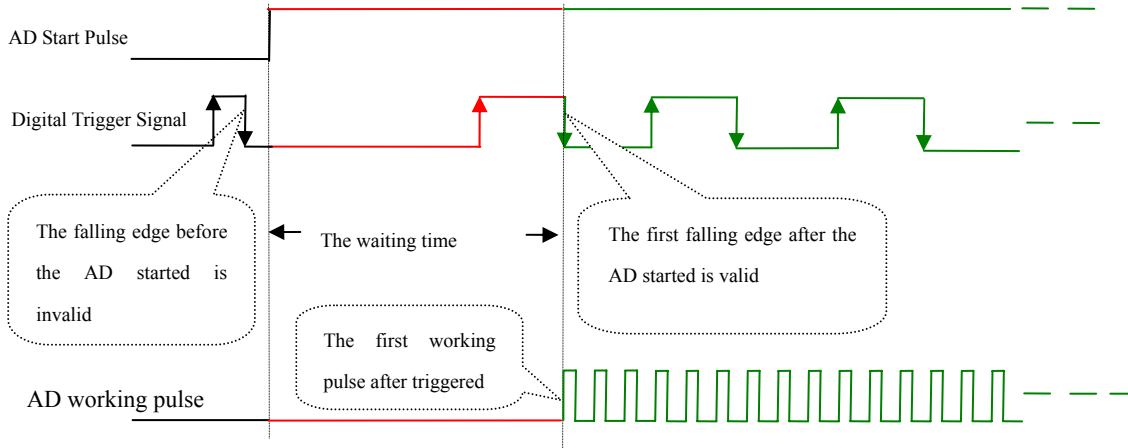 AD Start Pulse
Digital Trigger Signal
The falling edge before
the AD started is
invalid
The waiting time
The first falling edge after the
AD started is valid
The first working
pulse after triggered
AD working pulse